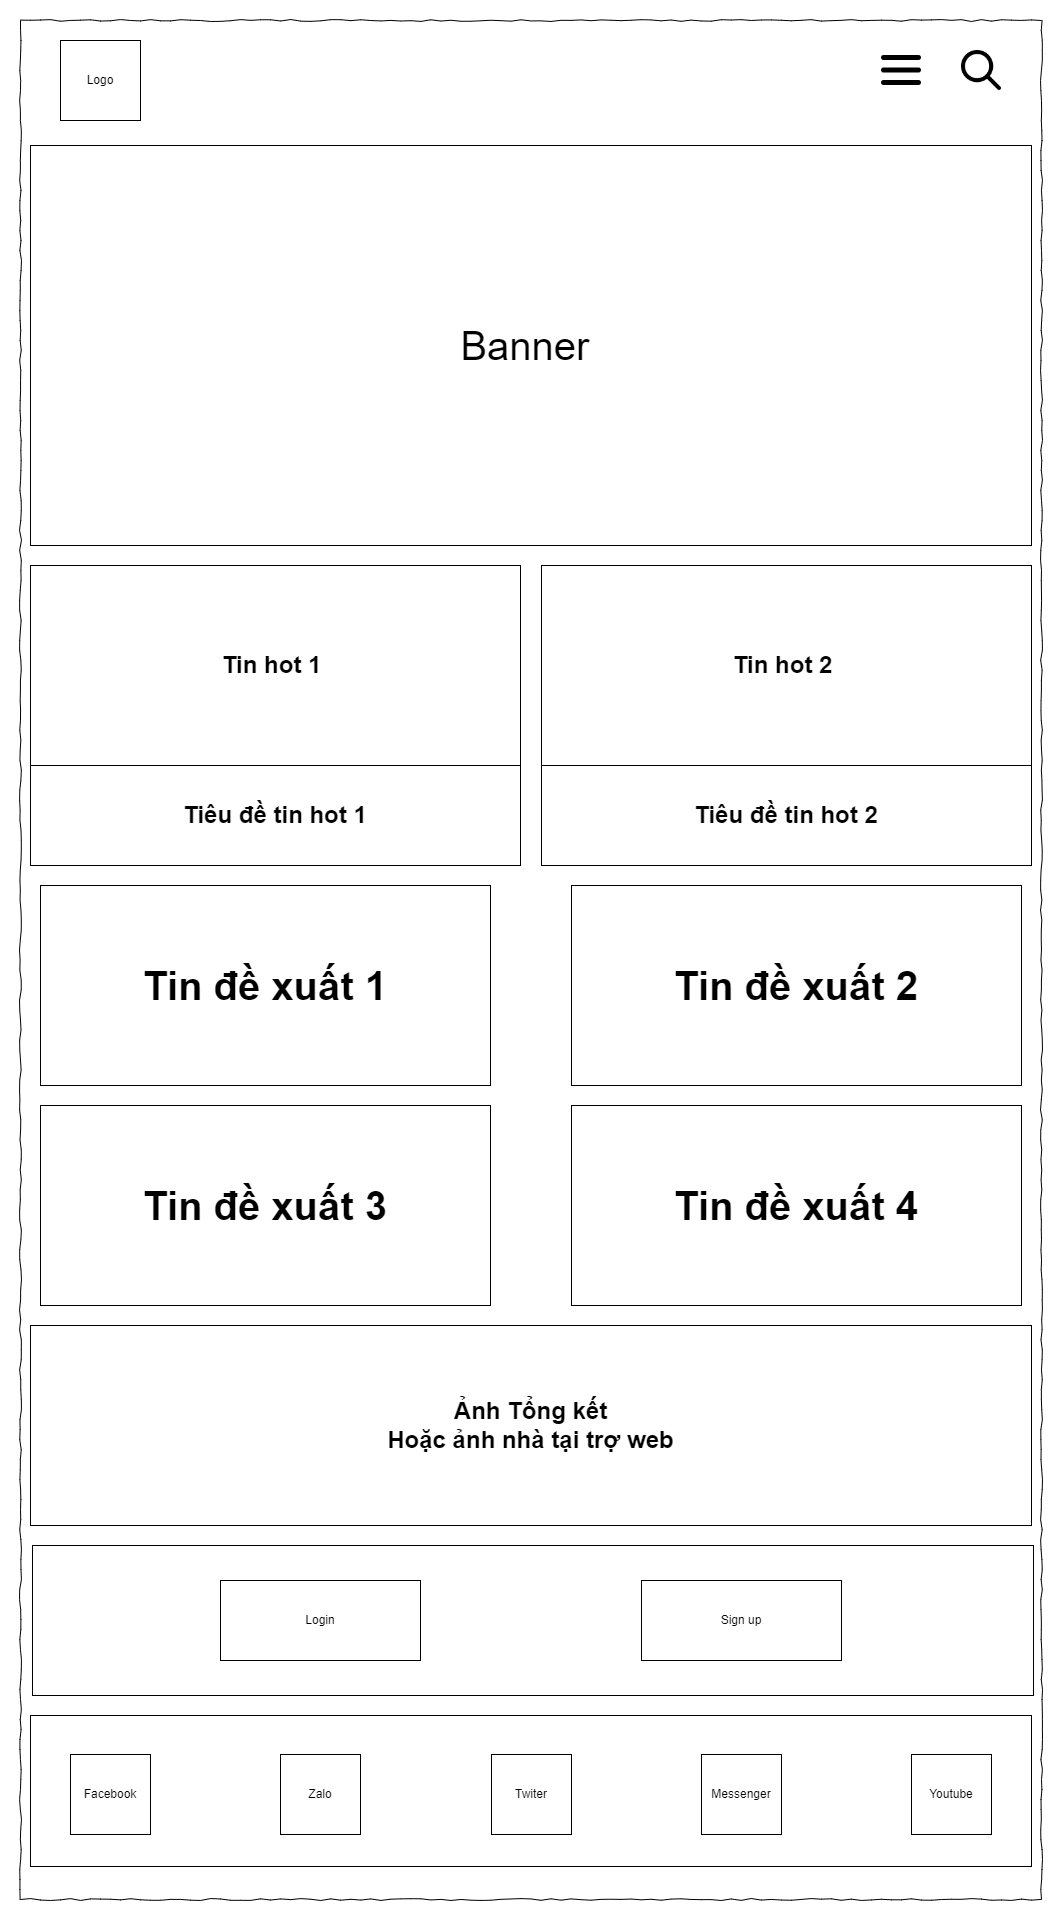 Logo
Banner
Tin hot 1
Tin hot 2
Tiêu đề tin hot 1
Tiêu đề tin hot 2
Tin đề xuất 1
Tin đề xuất 2
Tin đề xuất 3
Tin đề xuất 4
Ảnh Tổng kết
Hoặc ảnh nhà tại trợ web
Login
Sign up
Facebook
Zalo
Twiter
Messenger
Youtube